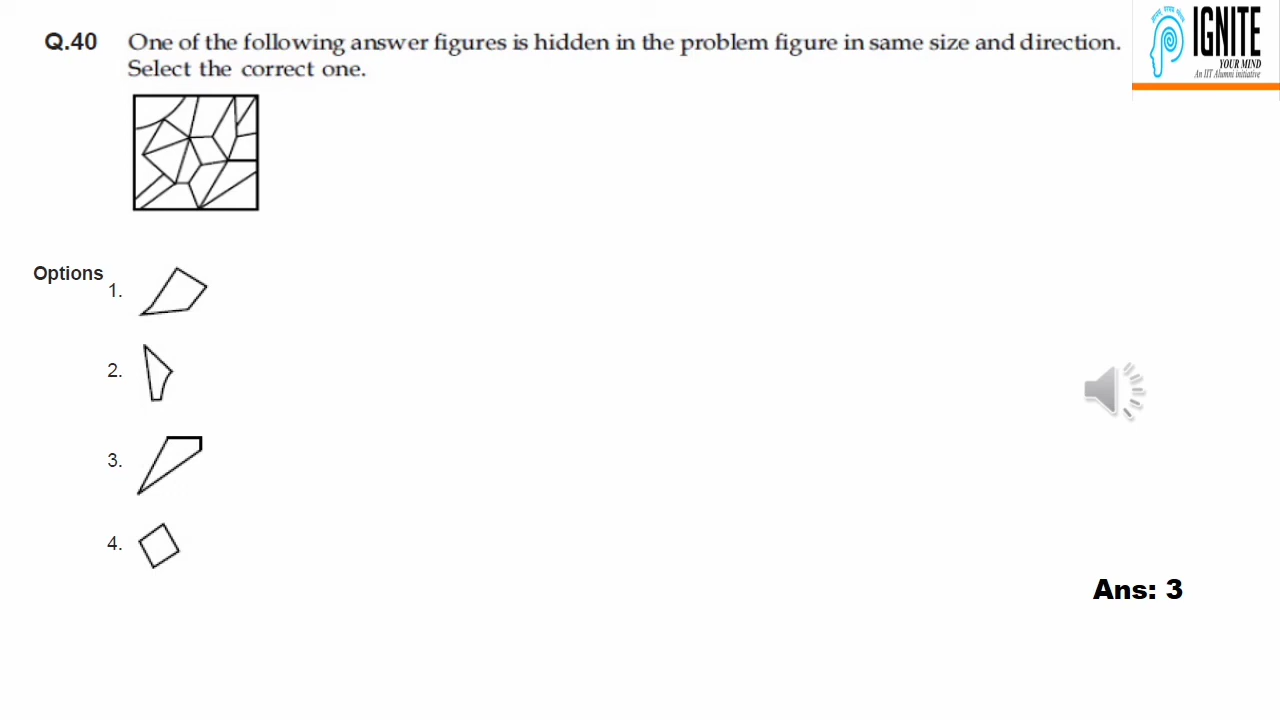 Q.40 One of the following answer figures is hidden in the problem figure in same size and direction.
Select the correct one.
IGNITE
YOUR MIND
An IIT Alumni initiative
Options
1.
2.
3.
4.
Ans: 3